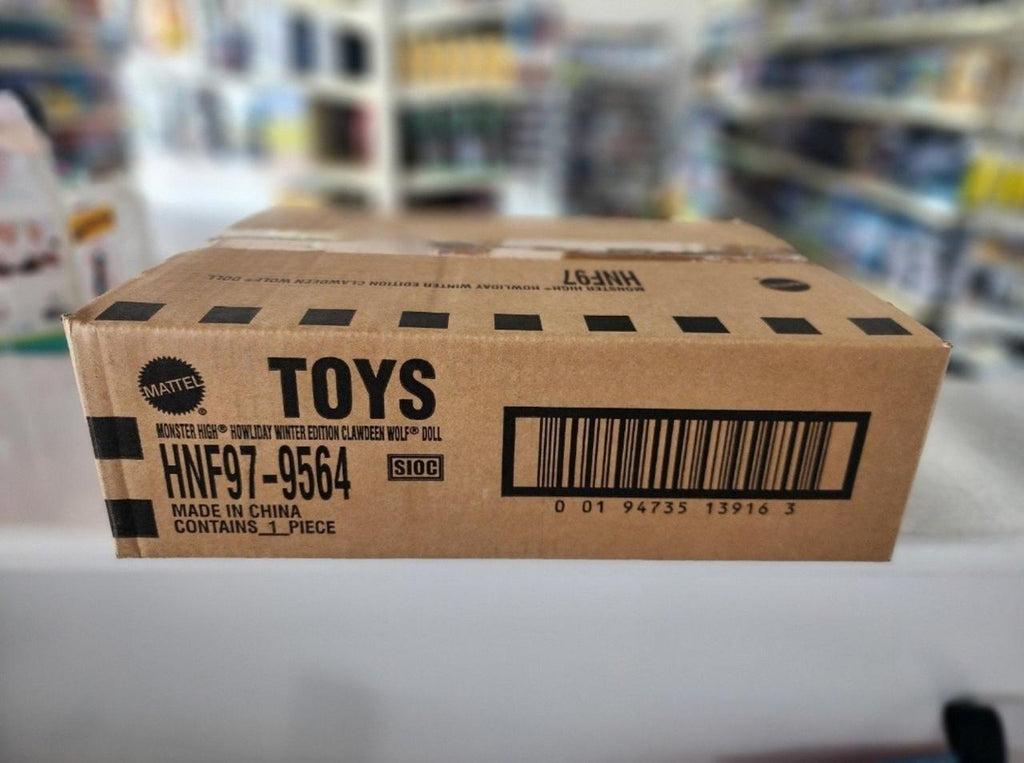 HNF97
MONSTER HIGH® HOWLIDAY WINTER EDITION CLAWDEEN WOLF® DOLL
MATTEL
®
TOYS
MONSTER HIGH® HOWLIDAY WINTER EDITION CLAWDEEN WOLF® DOLL
HNF97-9564
SIOC
MADE IN CHINA
CONTAINS 1 PIECE
0 01 94735 13916 3